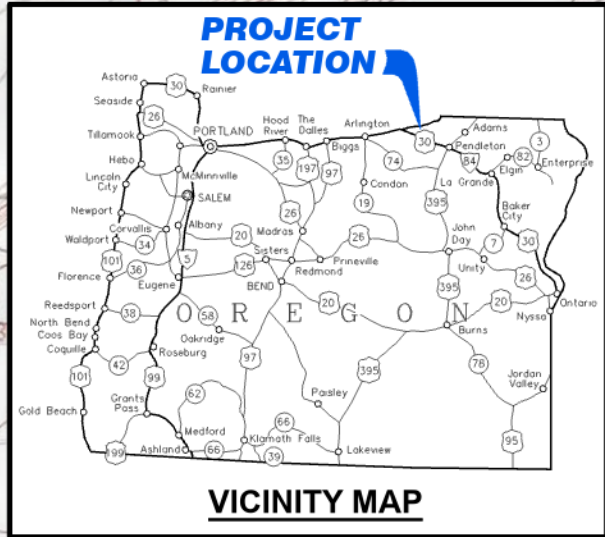 PROJECT
LOCATION
Astoria
30
Rainier
Seaside
26
Tillamook
PORTLAND
Hood
River
The
Dalles
Arlington
Biggs
30
Adams
Pendleton
3
Hebo
McMinnville
35
197
97
74
84
82
Enterprise
Elgin
La Grande
Lincoln
City
SALEM
Condon
19
395
Newport
26
Baker
City
Corvallis
Albany
Madras
John
Day
Waldport
34
20
Sisters
26
7
30
101
5
126
Redmond
Prineville
Unity
Florence
36
Eugene
BEND
26
Reedsport
20
395
20
Ontario
38
OREGON
Nyssa
North Bend
58
Coos Bay
Oakridge
Burns
Coquille
Roseburg
97
42
78
101
99
395
Jordan
Valley
62
Paisley
Grants
Pass
Gold Beach
Medford
66
95
Klamath Falls
199
Ashland
66
39
Lakeview
VICINITY MAP